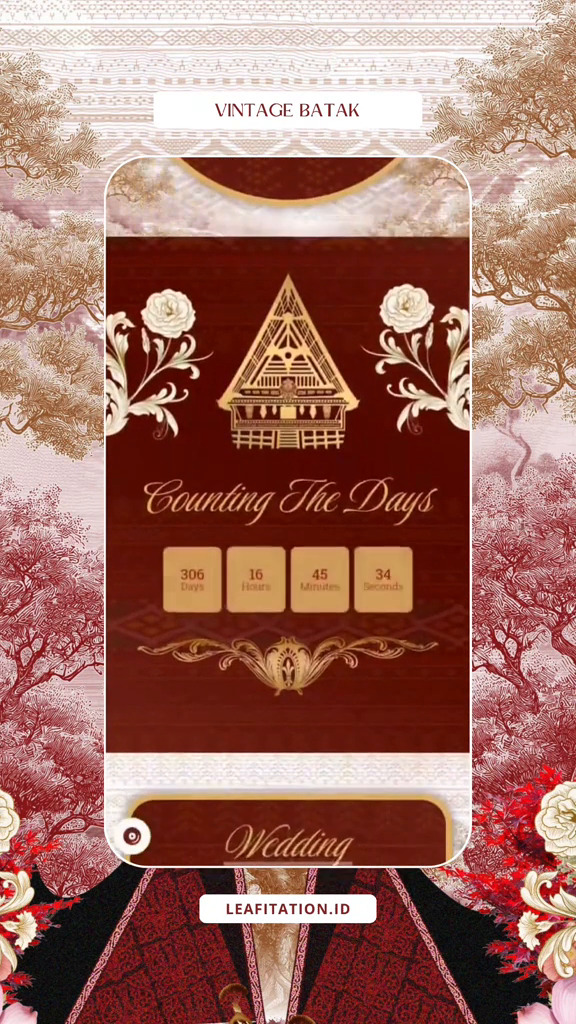 VINTAGE BATAK
Counting The Days
306 16 45 34
Days Hours Minutes Seconds
Wedding
LEAFITATION.ID